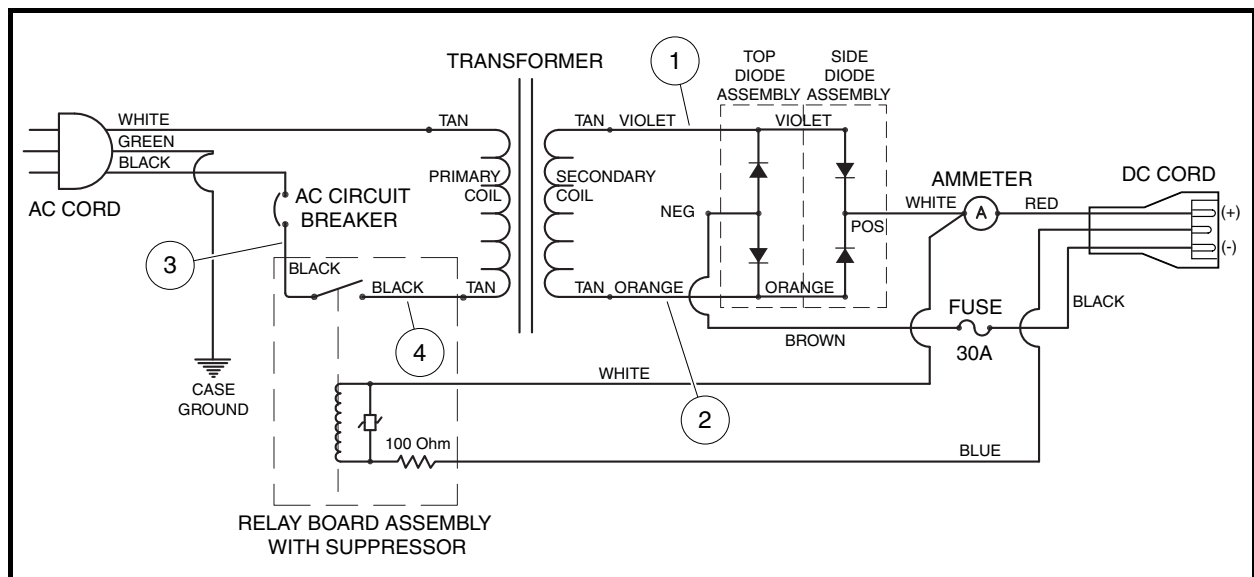 TRANSFORMER
1
TOP
DIODE
ASSEMBLY
SIDE
DIODE
ASSEMBLY
WHITE
GREEN
BLACK
AC CORD
TAN
TAN
VIOLET
VIOLET
AC CIRCUIT
BREAKER
PRIMARY
COIL
SECONDARY
COIL
NEG
POS
WHITE
AMMETER
A
RED
DC CORD
(+)
(-)
3
BLACK
BLACK
TAN
TAN
ORANGE
ORANGE
BROWN
FUSE
30A
BLACK
CASE
GROUND
4
WHITE
2
100 Ohm
BLUE
RELAY BOARD ASSEMBLY
WITH SUPPRESSOR